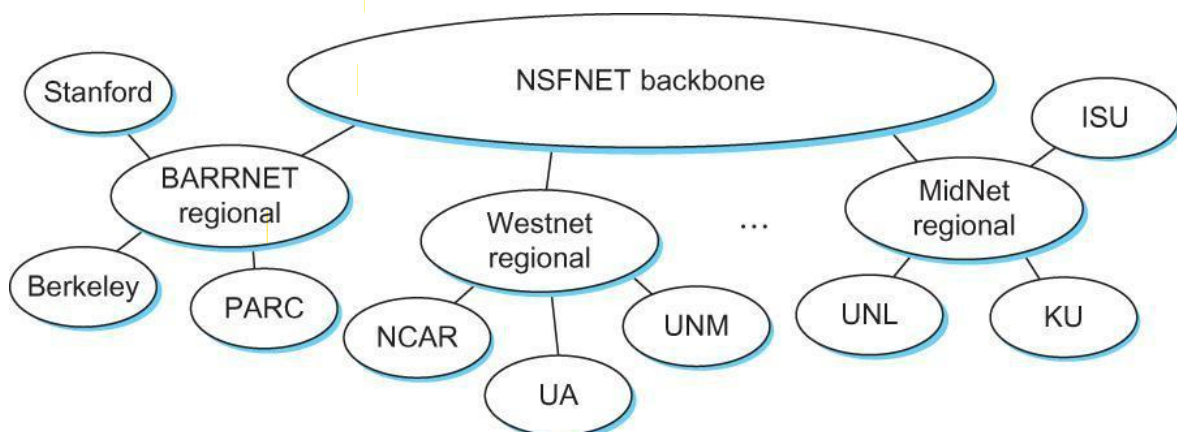 NSFNET backbone
Stanford
ISU
BARRNET
regional
MidNet
regional
Westnet
regional
...
Berkeley
PARC
NCAR
UNM
UNL
KU
UA